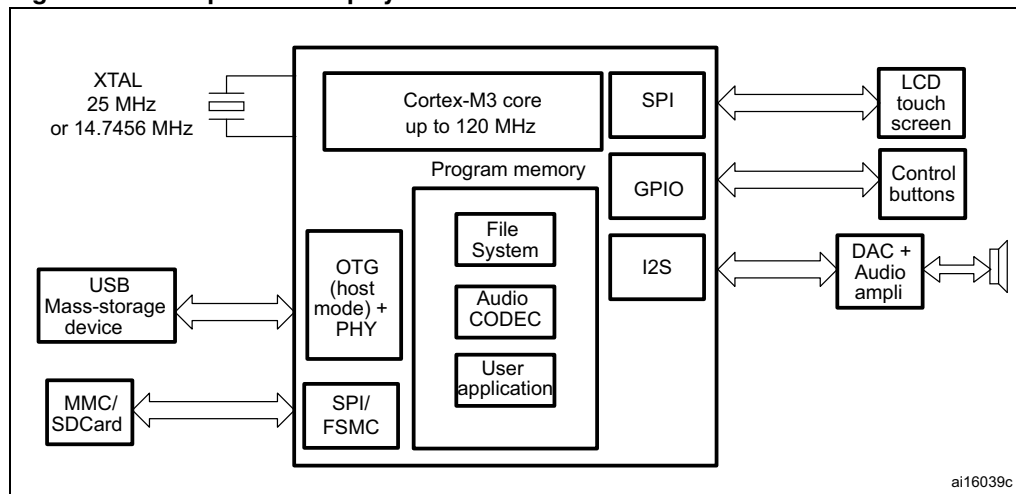 XTAL
25 MHz
or 14.7456 MHz
Cortex-M3 core
up to 120 MHz
SPI
LCD
touch
screen
Program memory
GPIO
Control
buttons
File
System
I2S
DAC +
Audio
ampli
OTG
(host
mode) +
PHY
USB
Mass-storage
device
Audio
CODEC
User
application
MMC/
SDCard
SPI/
FSMC
ai16039c